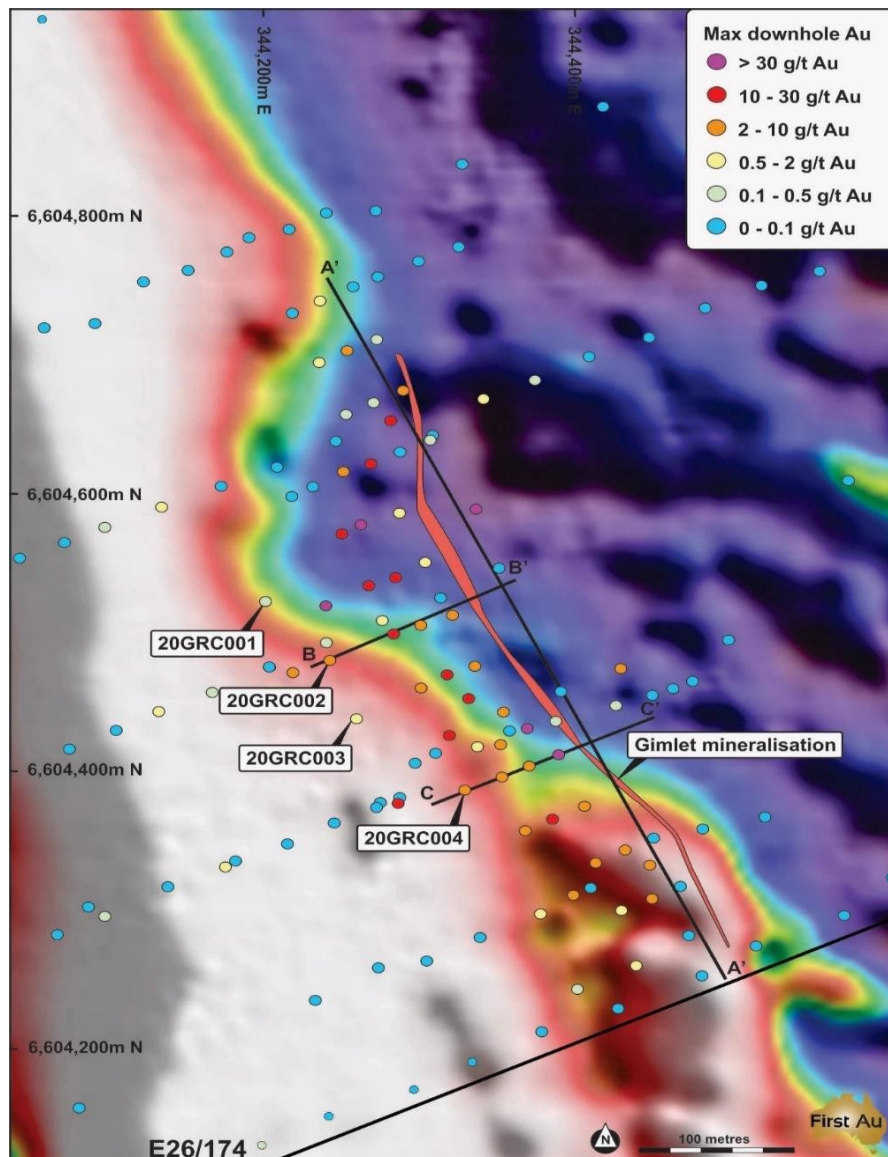 344,200m E
344,400m E
Max downhole Au
> 30 g/t Au
10 - 30 g/t Au
2 - 10 g/t Au
0.5 - 2 g/t Au
0.1 - 0.5 g/t Au
0 - 0.1 g/t Au
6,604,800m N
A'
6,604,600m N
B'
20GRC001
B
20GRC002
C'
20GRC003
Gimlet mineralisation
6,604,400m N
C
20GRC004
A'
6,604,200m N
First Au
N
100 metres
E26/174